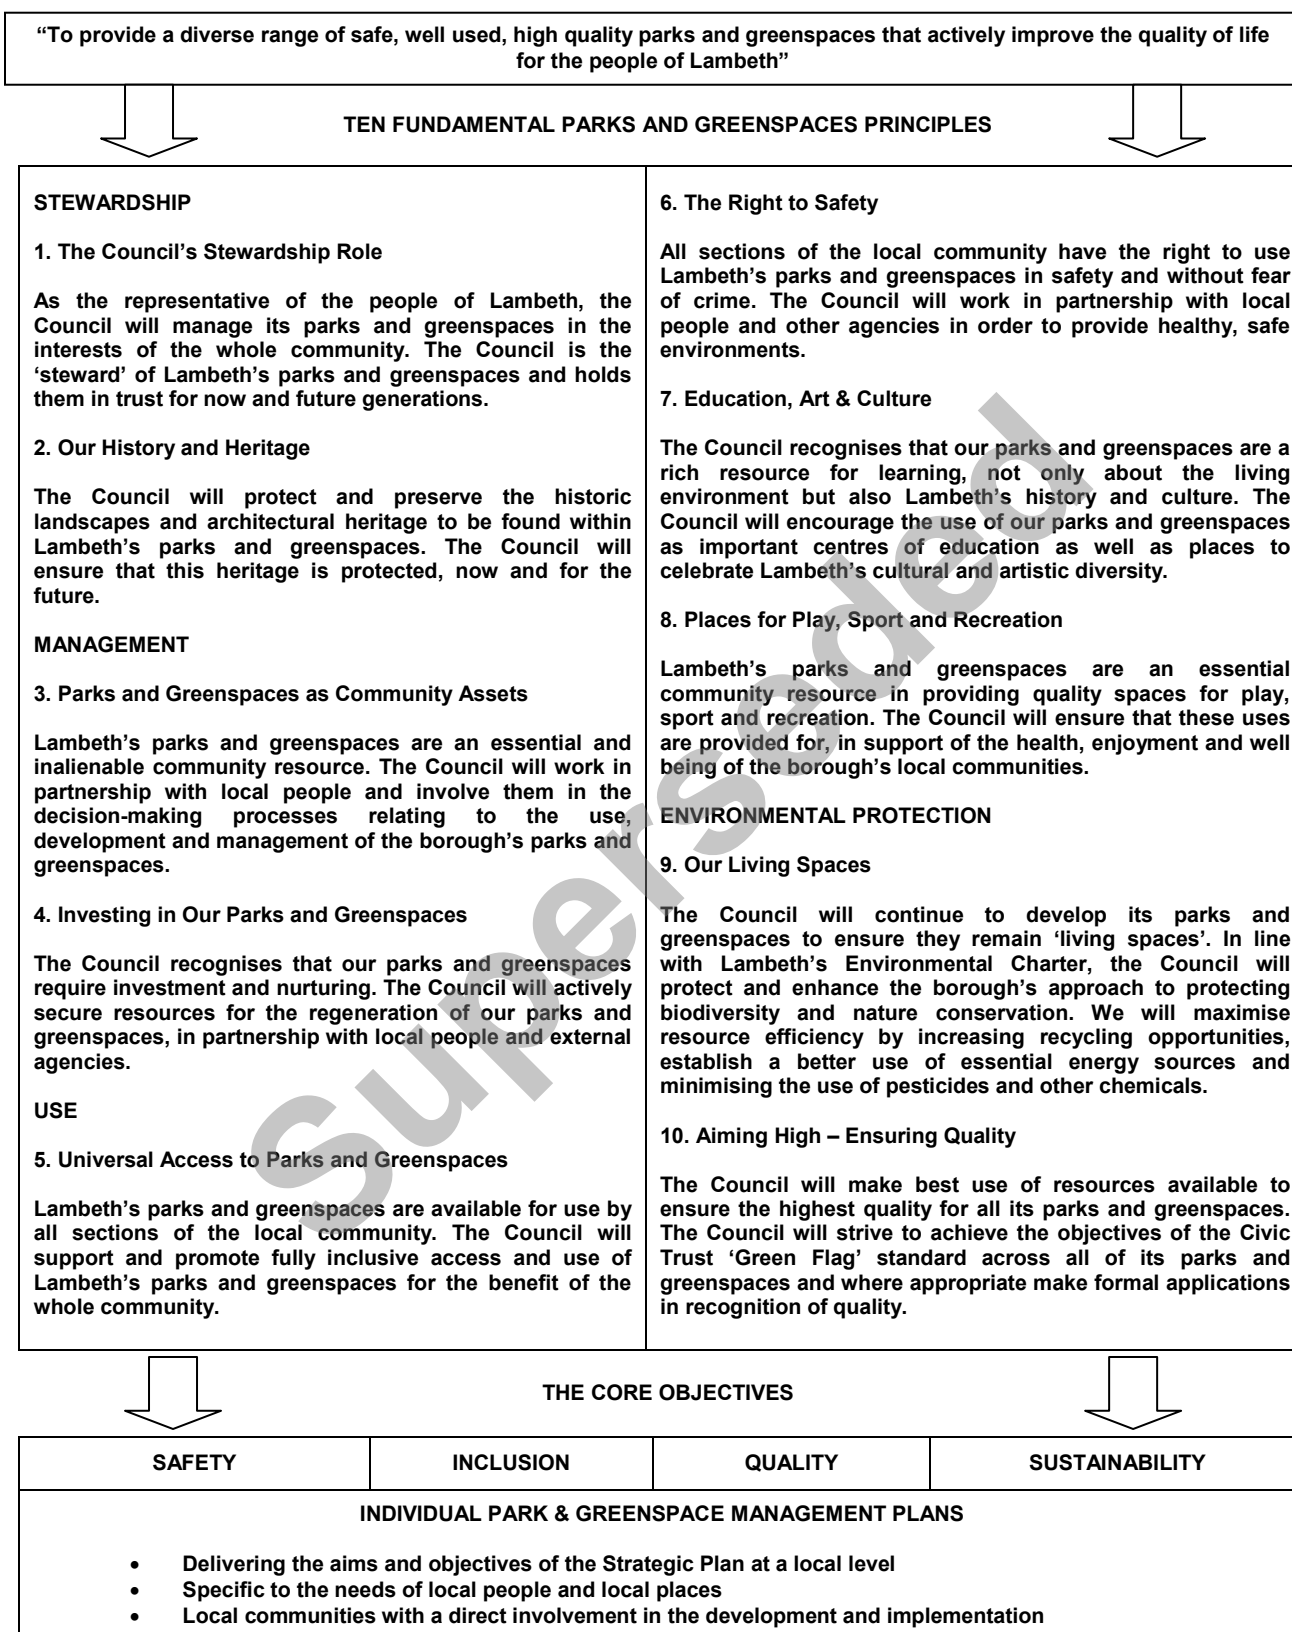 “To provide a diverse range of safe, well used, high quality parks and greenspaces that actively improve the quality of life
for the people of Lambeth”
TEN FUNDAMENTAL PARKS AND GREENSPACES PRINCIPLES
STEWARDSHIP
1. The Council’s Stewardship Role
As the representative of the people of Lambeth, the
Council will manage its parks and greenspaces in the
interests of the whole community. The Council is the
‘steward’ of Lambeth’s parks and greenspaces and holds
them in trust for now and future generations.
2. Our History and Heritage
The Council will protect and preserve the historic
landscapes and architectural heritage to be found within
Lambeth’s parks and greenspaces. The Council will
ensure that this heritage is protected, now and for the
future.
MANAGEMENT
3. Parks and Greenspaces as Community Assets
Lambeth’s parks and greenspaces are an essential and
inalienable community resource. The Council will work in
partnership with local people and involve them in the
decision-making processes relating to the use,
development and management of the borough’s parks and
greenspaces.
4. Investing in Our Parks and Greenspaces
The Council recognises that our parks and greenspaces
require investment and nurturing. The Council will actively
secure resources for the regeneration of our parks and
greenspaces, in partnership with local people and external
agencies.
USE
5. Universal Access to Parks and Greenspaces
Lambeth’s parks and greenspaces are available for use by
all sections of the local community. The Council will
support and promote fully inclusive access and use of
Lambeth’s parks and greenspaces for the benefit of the
whole community.
6. The Right to Safety
All sections of the local community have the right to use
Lambeth’s parks and greenspaces in safety and without fear
of crime. The Council will work in partnership with local
people and other agencies in order to provide healthy, safe
environments.
7. Education, Art & Culture
The Council recognises that our parks and greenspaces are a
rich resource for learning, not only about the living
environment but also Lambeth’s history and culture. The
Council will encourage the use of our parks and greenspaces
as important centres of education as well as places to
celebrate Lambeth’s cultural and artistic diversity.
8. Places for Play, Sport and Recreation
Lambeth’s parks and greenspaces are an essential
community resource in providing quality spaces for play,
sport and recreation. The Council will ensure that these uses
are provided for, in support of the health, enjoyment and well
being of the borough’s local communities.
ENVIRONMENTAL PROTECTION
9. Our Living Spaces
The Council will continue to develop its parks and
greenspaces to ensure they remain ‘living spaces’. In line
with Lambeth’s Environmental Charter, the Council will
protect and enhance the borough’s approach to protecting
biodiversity and nature conservation. We will maximise
resource efficiency by increasing recycling opportunities,
establish a better use of essential energy sources and
minimising the use of pesticides and other chemicals.
10. Aiming High – Ensuring Quality
The Council will make best use of resources available to
ensure the highest quality for all its parks and greenspaces.
The Council will strive to achieve the objectives of the Civic
Trust ‘Green Flag’ standard across all of its parks and
greenspaces and where appropriate make formal applications
in recognition of quality.
Superseded
THE CORE OBJECTIVES
SAFETY INCLUSION QUALITY SUSTAINABILITY
INDIVIDUAL PARK & GREENSPACE MANAGEMENT PLANS
• Delivering the aims and objectives of the Strategic Plan at a local level
• Specific to the needs of local people and local places
• Local communities with a direct involvement in the development and implementation